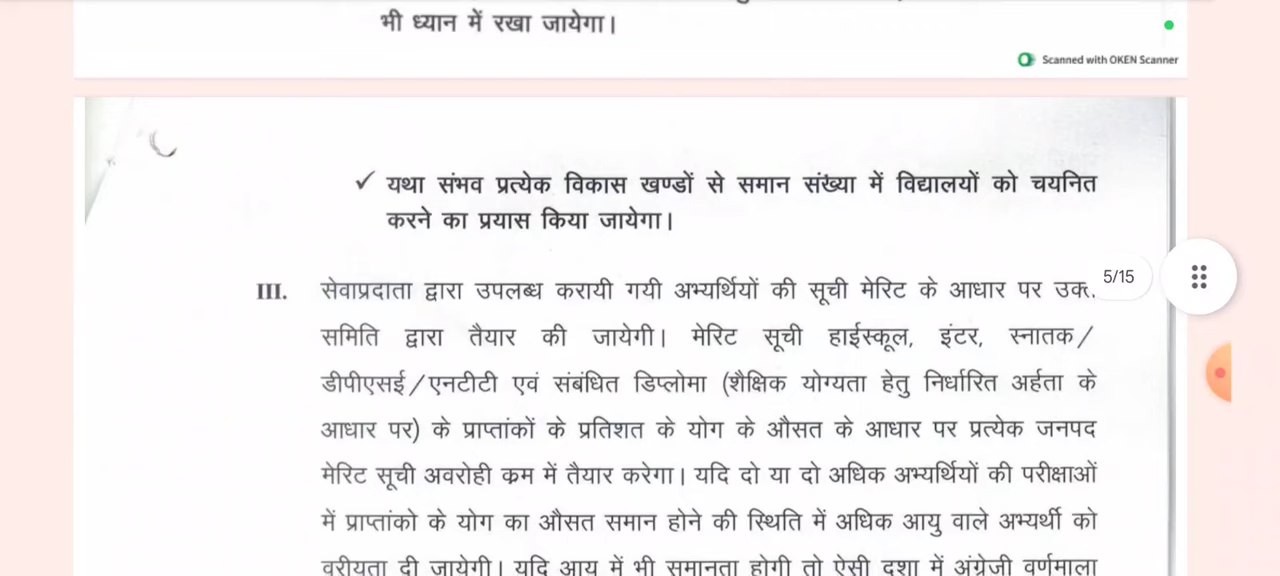 भी ध्यान में रखा जायेगा।
Scanned with OKEN Scanner
✓ यथा संभव प्रत्येक विकास खण्डों से समान संख्या में विद्यालयों को चयनित
करने का प्रयास किया जायेगा।
5/15
III. सेवाप्रदाता द्वारा उपलब्ध करायी गयी अभ्यर्थियों की सूची मेरिट के आधार पर
समिति द्वारा तैयार की जायेगी। मेरिट सूची हाईस्कूल, इंटर, स्नातक/
डीपीएसई/एनटीटी एवं संबंधित डिप्लोमा (शैक्षिक योग्यता हेतु निर्धारित अर्हता के
आधार पर) के प्राप्तांकों के प्रतिशत के योग के औसत के आधार पर प्रत्येक जनपद
मेरिट सूची अवरोही क्रम में तैयार करेगा। यदि दो या दो अधिक अभ्यर्थियों की परीक्षाओं
में प्राप्तांको के योग का औसत समान होने की स्थिति में अधिक आयु वाले अभ्यर्थी को
वरीयता दी जायेगी। यदि आयु में भी समानता होगी तो ऐसी दशा में अंग्रेजी वर्णमाला